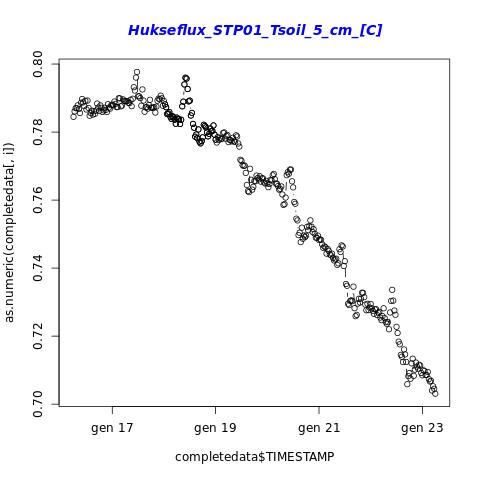 Hukseflux_STP01_Tsoil_5_cm_[C]
as.numeric(completedata[, i])
0.80
0.78
0.76
0.74
0.72
0.70
gen 17 gen 19 gen 21 gen 23
completedata$TIMESTAMP